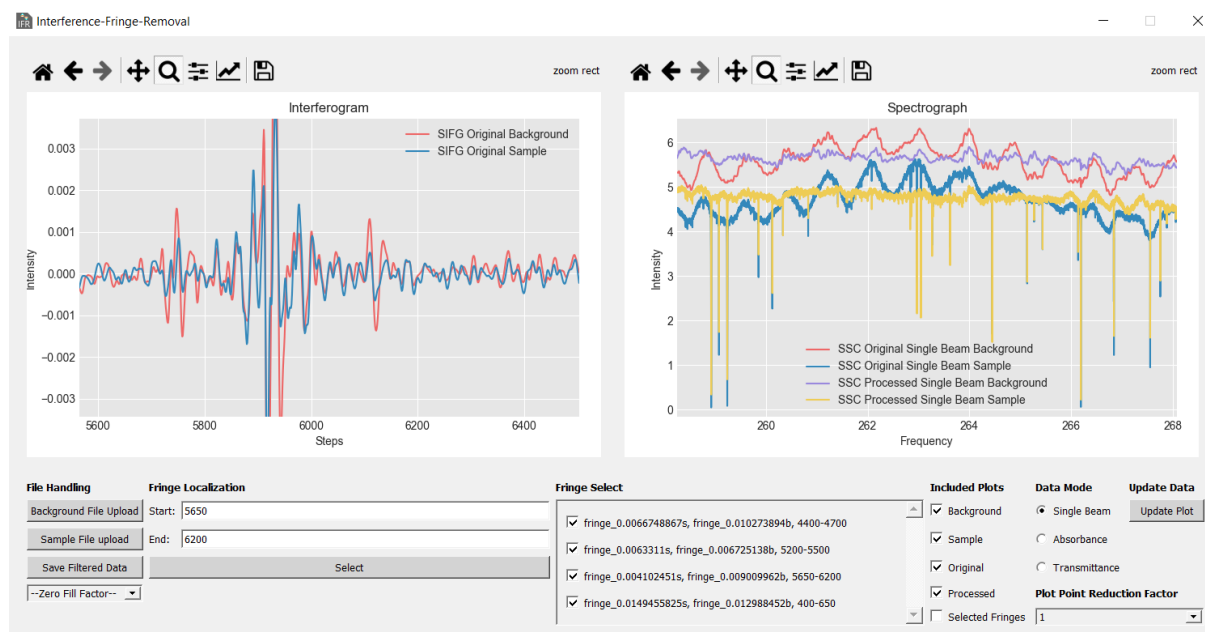 IFR Interference-Fringe-Removal
zoom rect
zoom rect
Interferogram
SIFG Original Background
SIFG Original Sample
0.003
0.002
0.001
0.000
−0.001
−0.002
−0.003
Intensity
5600 5800 6000 6200 6400
Steps
Spectrograph
6
5
4
3
2
1
0
Intensity
SSC Original Single Beam Background
SSC Original Single Beam Sample
SSC Processed Single Beam Background
SSC Processed Single Beam Sample
260 262 264 266 268
Frequency
File Handling
Background File Upload
Sample File upload
Save Filtered Data
--Zero Fill Factor--
Fringe Localization
Start: 5650
End: 6200
Select
Fringe Select
fringe_0.0066748867s, fringe_0.010273894b, 4400-4700
fringe_0.0063311s, fringe_0.006725138b, 5200-5500
fringe_0.004102451s, fringe_0.009009962b, 5650-6200
fringe_0.0149455825s, fringe_0.012988452b, 400-650
Included Plots
Background
Sample
Original
Processed
Selected Fringes
Data Mode
Single Beam
Absorbance
Transmittance
Plot Point Reduction Factor
1
Update Data
Update Plot